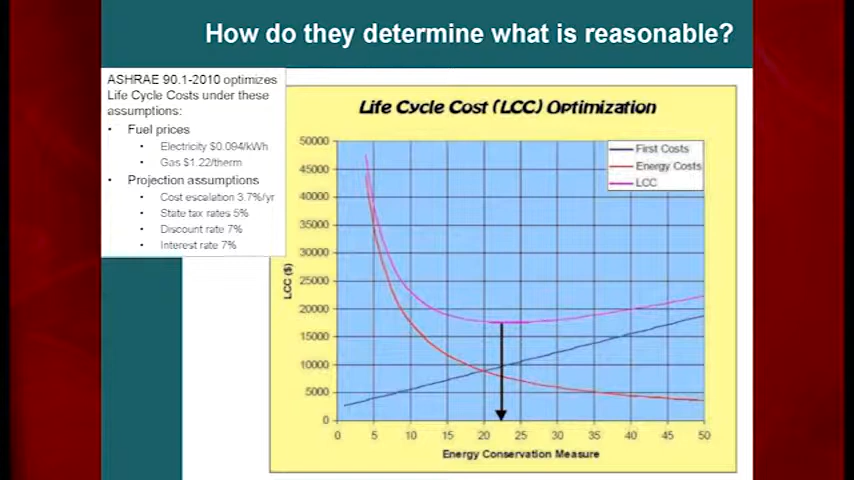 How do they determine what is reasonable?
ASHRAE 90.1-2010 optimizes
Life Cycle Costs under these
assumptions:
• Fuel prices
• Electricity $0.094/kWh
• Gas $1.22/therm
• Projection assumptions
• Cost escalation 3.7%/yr
• State tax rates 5%
• Discount rate 7%
• Interest rate 7%
Life Cycle Cost (LCC) Optimization
First Costs
Energy Costs
LCC
50000
45000
40000
35000
30000
25000
20000
15000
10000
5000
0
LCC ($)
0 5 10 15 20 25 30 35 40 45 50
Energy Conservation Measure